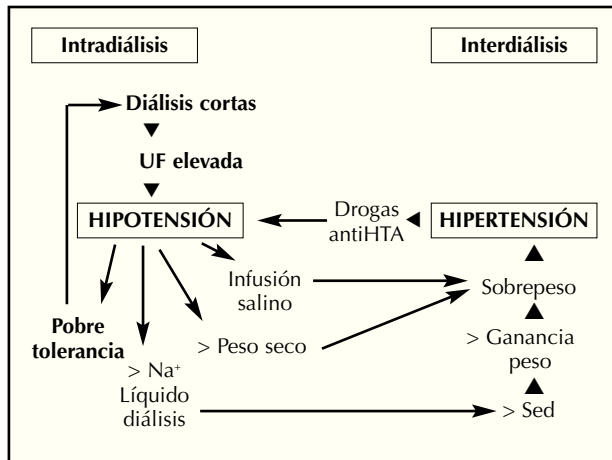 Intradiálisis
Interdiálisis
Diálisis cortas
UF elevada
HIPOTENSIÓN
Drogas
antiHTA
HIPERTENSIÓN
Infusión
salino
Sobrepeso
Pobre
tolerancia
> Peso seco
> Ganancia
peso
> Na⁺
Líquido
diálisis
> Sed